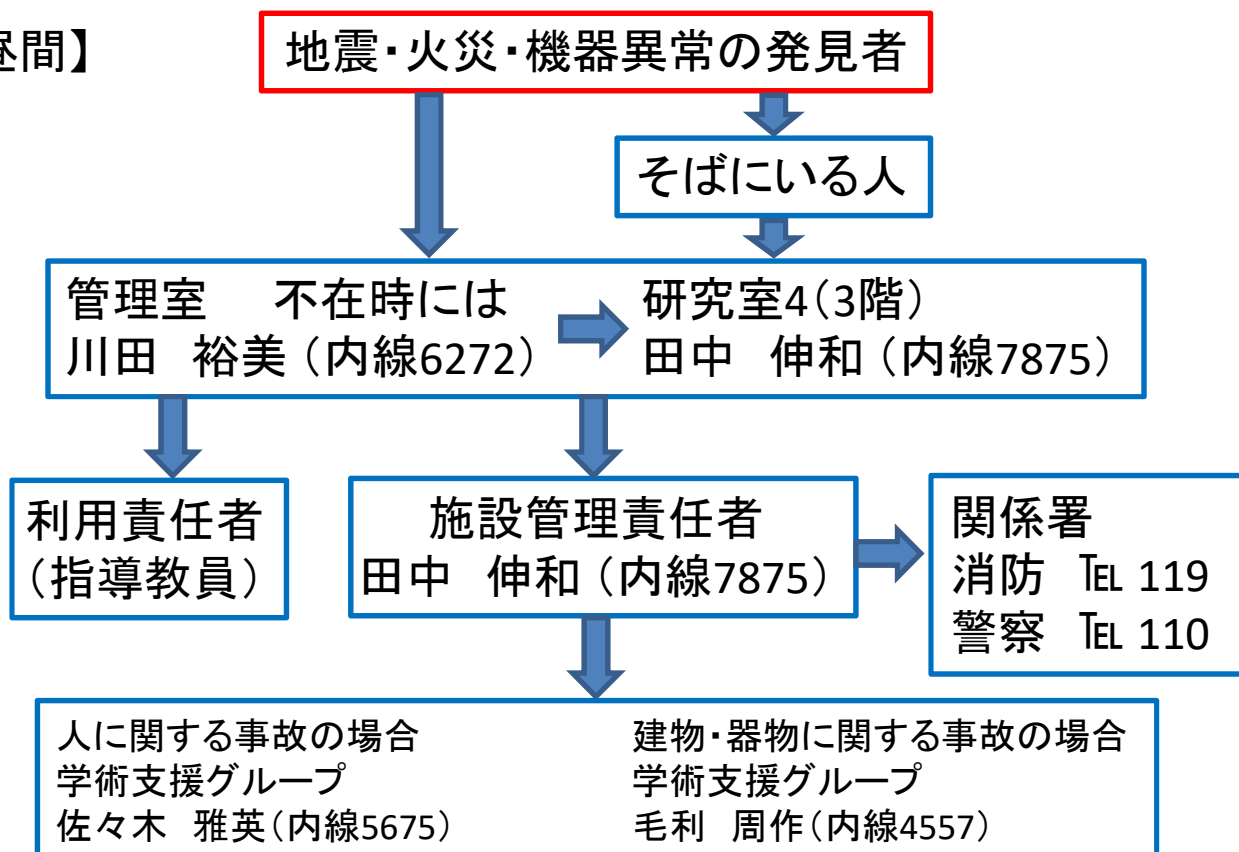 昼間】
地震・火災・機器異常の発見者
そばにいる人
管理室　不在時には
川田　裕美（内線6272）
研究室4（3階）
田中　伸和（内線7875）
利用責任者
（指導教員）
施設管理責任者
田中　伸和（内線7875）
関係署
消防　℡ 119
警察　℡ 110
人に関する事故の場合
学術支援グループ
佐々木　雅英（内線5675）
建物・器物に関する事故の場合
学術支援グループ
毛利　周作（内線4557）